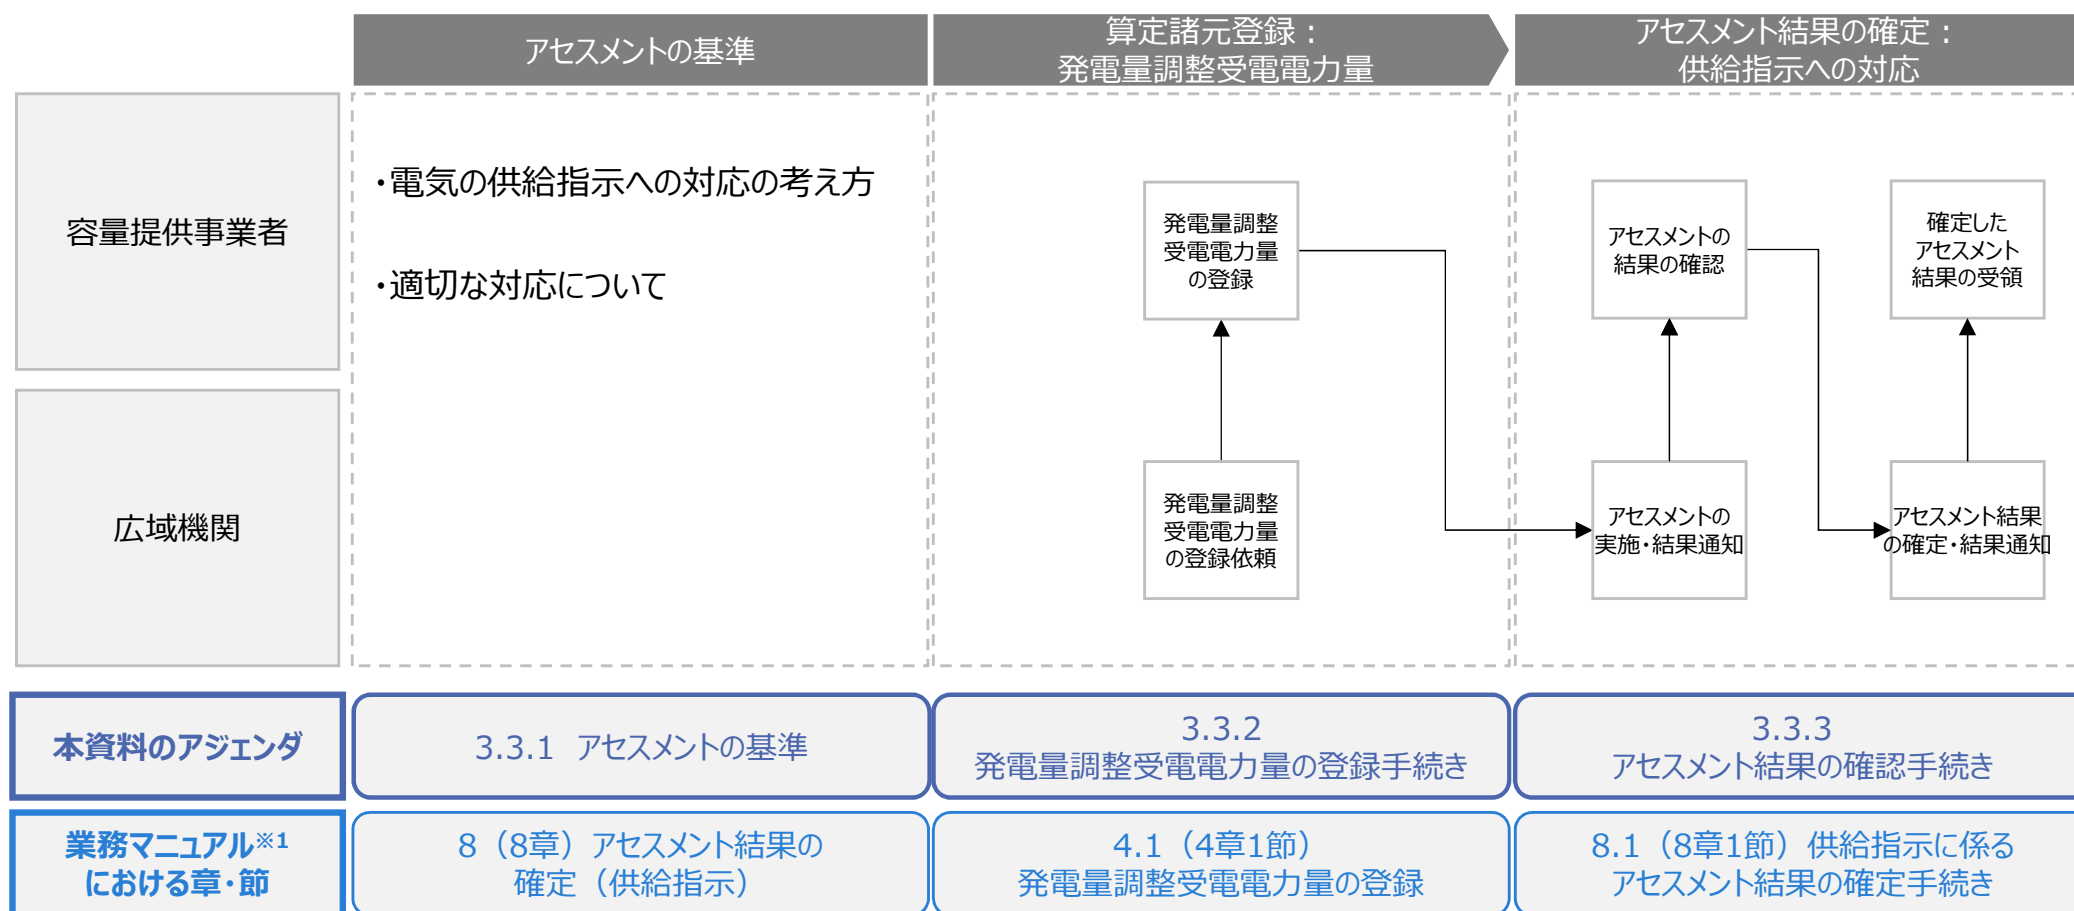 アセスメントの基準
算定諸元登録：
発電量調整受電電力量
アセスメント結果の確定：
供給指示への対応
容量提供事業者
・電気の供給指示への対応の考え方
・適切な対応について
発電量調整
受電電力量
の登録
アセスメントの
結果の確認
確定した
アセスメント
結果の受領
広域機関
発電量調整
受電電力量
の登録依頼
アセスメントの
実施・結果通知
アセスメント結果
の確定・結果通知
本資料のアジェンダ
3.3.1 アセスメントの基準
3.3.2
発電量調整受電電力量の登録手続き
3.3.3
アセスメント結果の確認手続き
業務マニュアル※1
における章・節
8（8章）アセスメント結果の
確定（供給指示）
4.1（4章1節）
発電量調整受電電力量の登録
8.1（8章1節）供給指示に係る
アセスメント結果の確定手続き